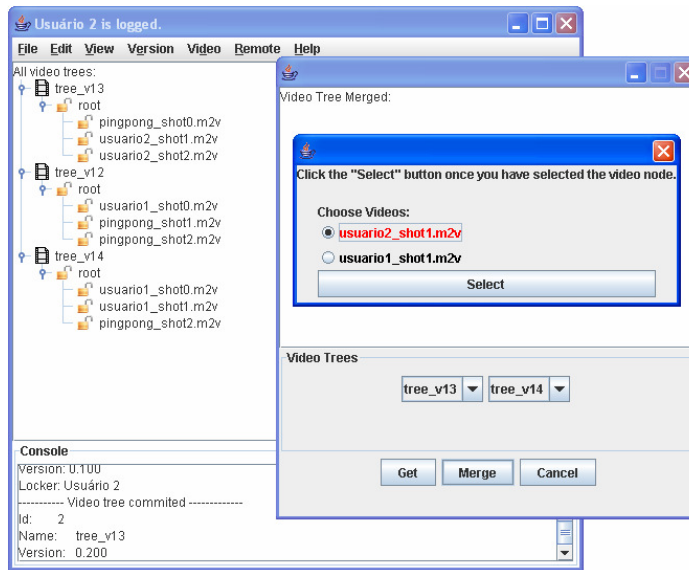 Usuário 2 is logged.
File Edit View Version Video Remote Help
All video trees:
tree_v13
root
pingpong_shot0.m2v
usuario2_shot1.m2v
usuario2_shot2.m2v
tree_v12
root
usuario1_shot0.m2v
pingpong_shot1.m2v
pingpong_shot2.m2v
tree_v14
root
usuario1_shot0.m2v
usuario1_shot1.m2v
pingpong_shot2.m2v
Console
Version: 0.100
Locker: Usuário 2
---------- Video tree commited -------------
Id: 2
Name: tree_v13
Version: 0.200
Video Tree Merged:
Click the "Select" button once you have selected the video node.
Choose Videos:
usuario2_shot1.m2v
usuario1_shot1.m2v
Select
Video Trees
tree_v13 tree_v14
Get Merge Cancel